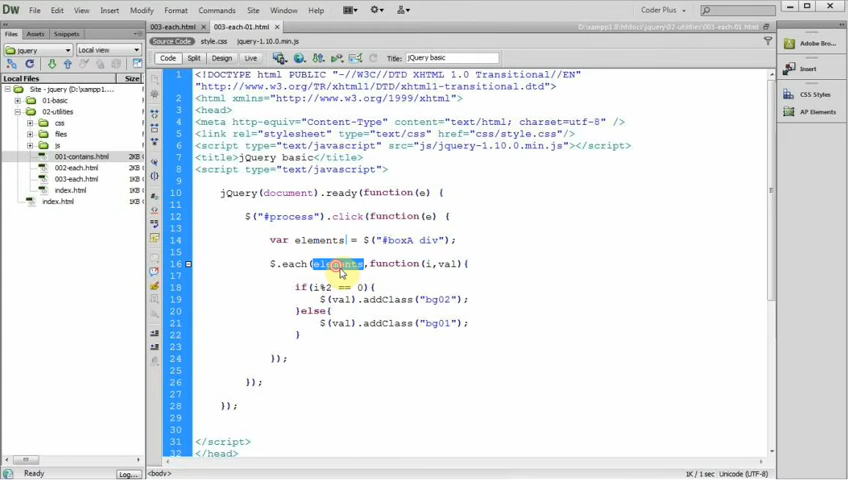 Dw File Edit View Insert Modify Format Commands Site Window Help Coder Plus
Files Assets Snippets
003-each.html × 003-each-01.html ×
D:\xampp1\
Source Code style.css jquery-1.10.0.min.js
jquery Local view
Code Split Design Live Title: jQuery basic
Local Files Size
Site - jquery (D:\xampp1...
01-basic
02-utilities
css
files
js
001-contains.html 2KB
002-each.html 2KB
003-each.html 2KB
index.html 2KB
index.html 2KB
1 <!DOCTYPE html PUBLIC "-//W3C//DTD XHTML 1.0 Transitional//EN"
"http://www.w3.org/TR/xhtml1/DTD/xhtml1-transitional.dtd">
2 <html xmlns="http://www.w3.org/1999/xhtml">
3 <head>
4 <meta http-equiv="Content-Type" content="text/html; charset=utf-8" />
5 <link rel="stylesheet" type="text/css" href="css/style.css"/>
6 <script type="text/javascript" src="js/jquery-1.10.0.min.js"></script>
7 <title>jQuery basic</title>
8 <script type="text/javascript">
9
10 jQuery(document).ready(function(e) {
11
12 $("#process").click(function(e) {
13
14 var elements = $("#boxA div");
15
16 $.each(elements,function(i,val){
17
18 if(i%2 == 0){
19 $(val).addClass("bg02");
20 }else{
21 $(val).addClass("bg01");
22 }
23
24 });
25
26 });
27
28 });
29
30
31 </script>
32 </head>
Adobe Bro...
Insert
CSS Styles
AP Elements
Ready Log...
<body> 1K / 1 sec Unicode (UTF-8)